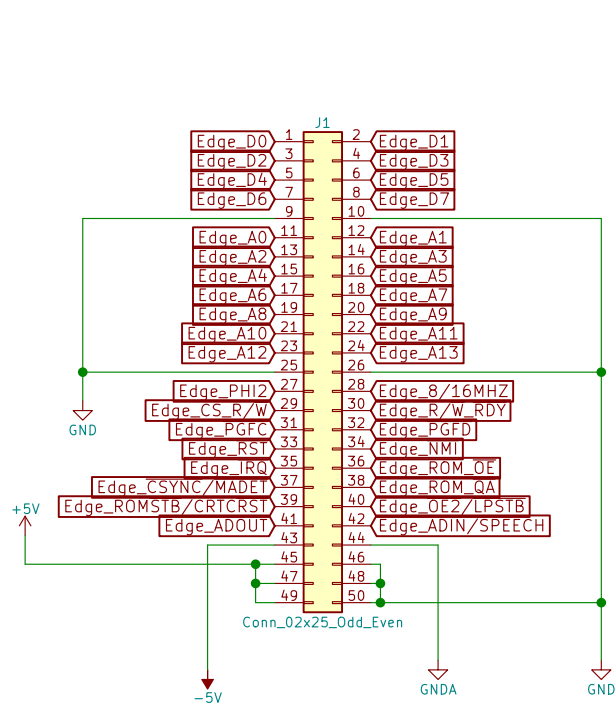 J1
Edge_D0 1 2 Edge_D1
Edge_D2 3 4 Edge_D3
Edge_D4 5 6 Edge_D5
Edge_D6 7 8 Edge_D7
9 10
Edge_A0 11 12 Edge_A1
Edge_A2 13 14 Edge_A3
Edge_A4 15 16 Edge_A5
Edge_A6 17 18 Edge_A7
Edge_A8 19 20 Edge_A9
Edge_A10 21 22 Edge_A11
Edge_A12 23 24 Edge_A13
25 26
Edge_PHI2 27 28 Edge_8/16MHZ
Edge_CS_R/W 29 30 Edge_R/W_RDY
GND
Edge_PGFC 31 32 Edge_PGFD
Edge_RST 33 34 Edge_NMI
Edge_IRQ 35 36 Edge_ROM_OE
Edge_CSYNC/MADET 37 38 Edge_ROM_QA
+5V
Edge_ROMSTB/CRTCRST 39 40 Edge_OE2/LPSTB
Edge_ADOUT 41 42 Edge_ADIN/SPEECH
43 44
45 46
47 48
49 50
Conn_02x25_Odd_Even
-5V
GNDA
GND